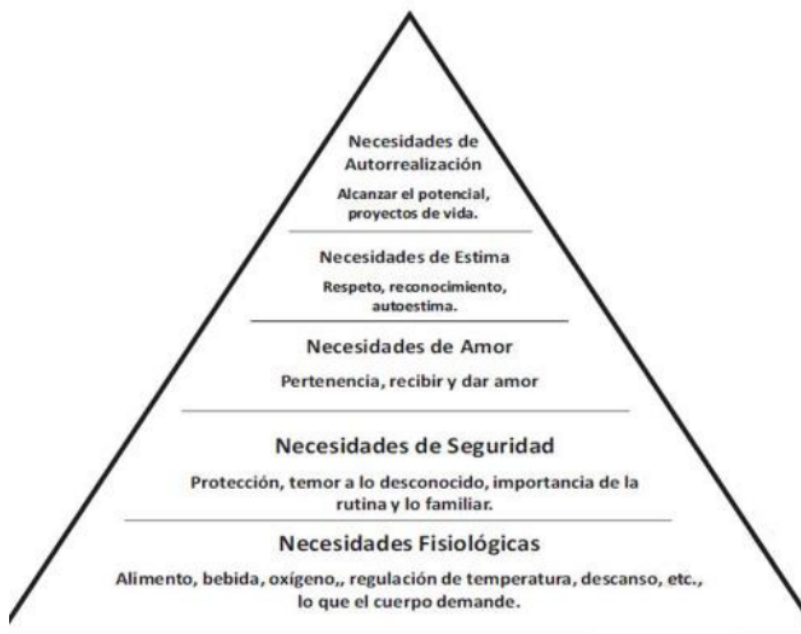 Necesidades de
Autorrealización
Alcanzar el potencial,
proyectos de vida.
Necesidades de Estima
Respeto, reconocimiento,
autoestima.
Necesidades de Amor
Pertenencia, recibir y dar amor
Necesidades de Seguridad
Protección, temor a lo desconocido, importancia de la
rutina y lo familiar.
Necesidades Fisiológicas
Alimento, bebida, oxígeno,, regulación de temperatura, descanso, etc.,
lo que el cuerpo demande.